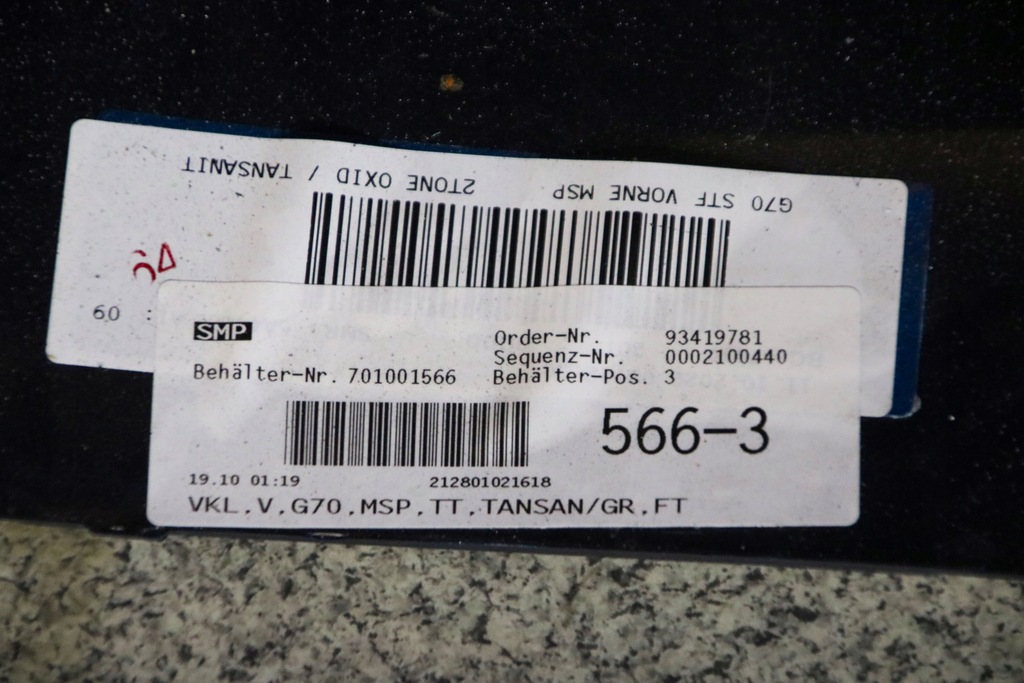 G70 STF VORNE MSP 2TONE OXID / TANSANIT
60 :
SMP
Order-Nr. 93419781
Sequenz-Nr. 0002100440
Behälter-Nr. 701001566 Behälter-Pos. 3
566-3
19.10 01:19 212801021618
VKL.V.G70.MSP.TT.TANSAN/GR.FT